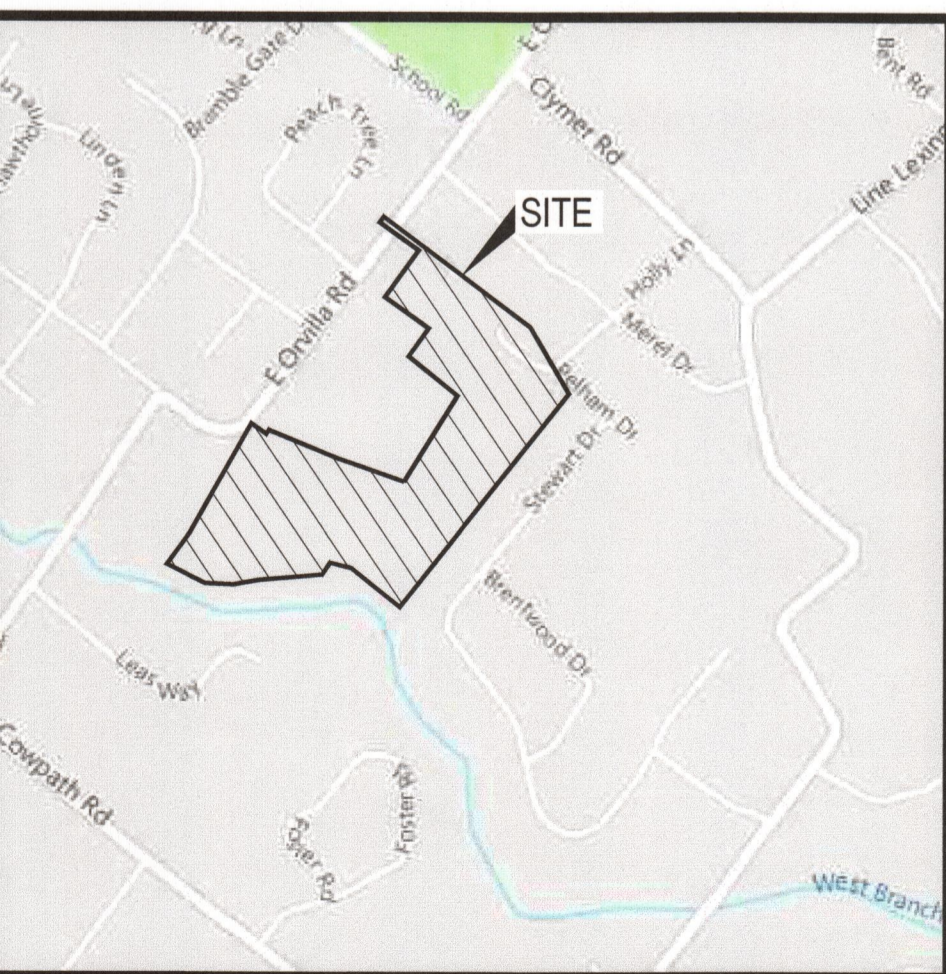 Bramble Gate D
School Rd
E O
Bent Rd
Clymer Rd
Peach Tree Ln
Linden Ln
Line Lexin
SITE
Holly Ln
E Orvilla Rd
Merel Dr
Pelham Dr
Stewart Dr
Brentwood Dr
Leas Way
Cowpath Rd
Foster Rd
Foster Rd
West Branch